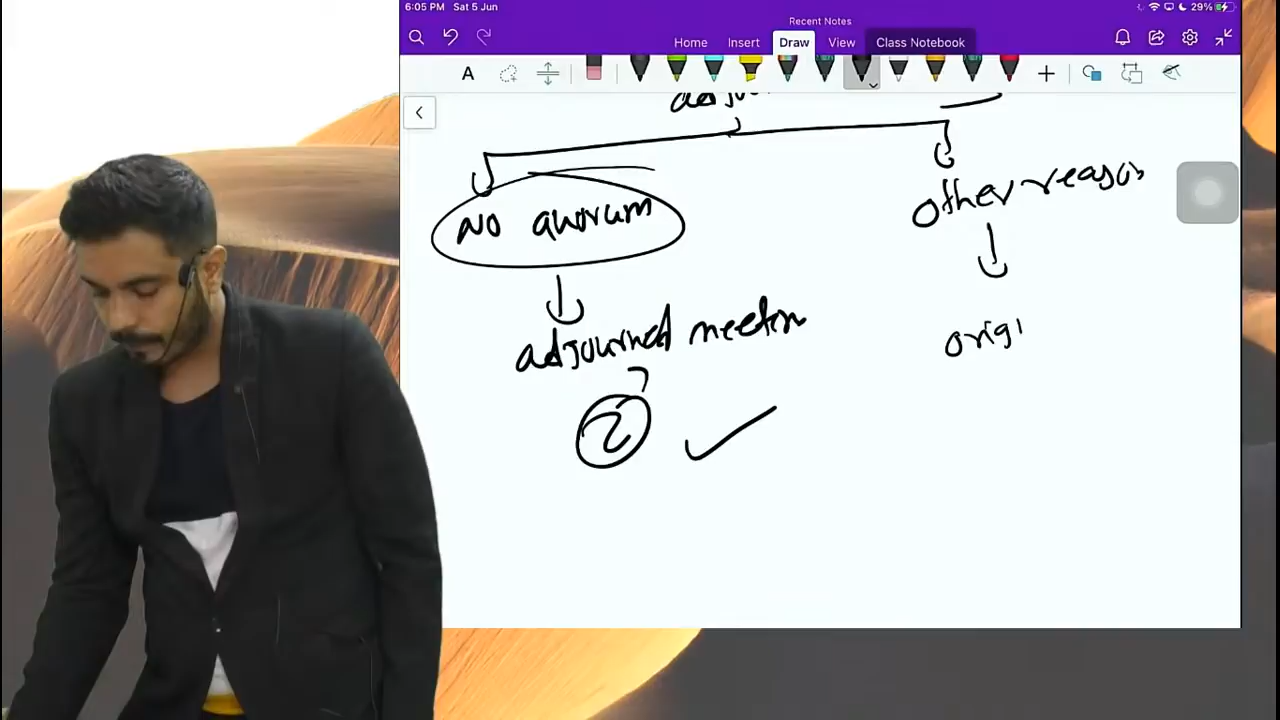 6:05 PM Sat 5 Jun
29%
Recent Notes
Home Insert Draw View Class Notebook
A
No quorum
Other reason
adjourned meetin
origi
2